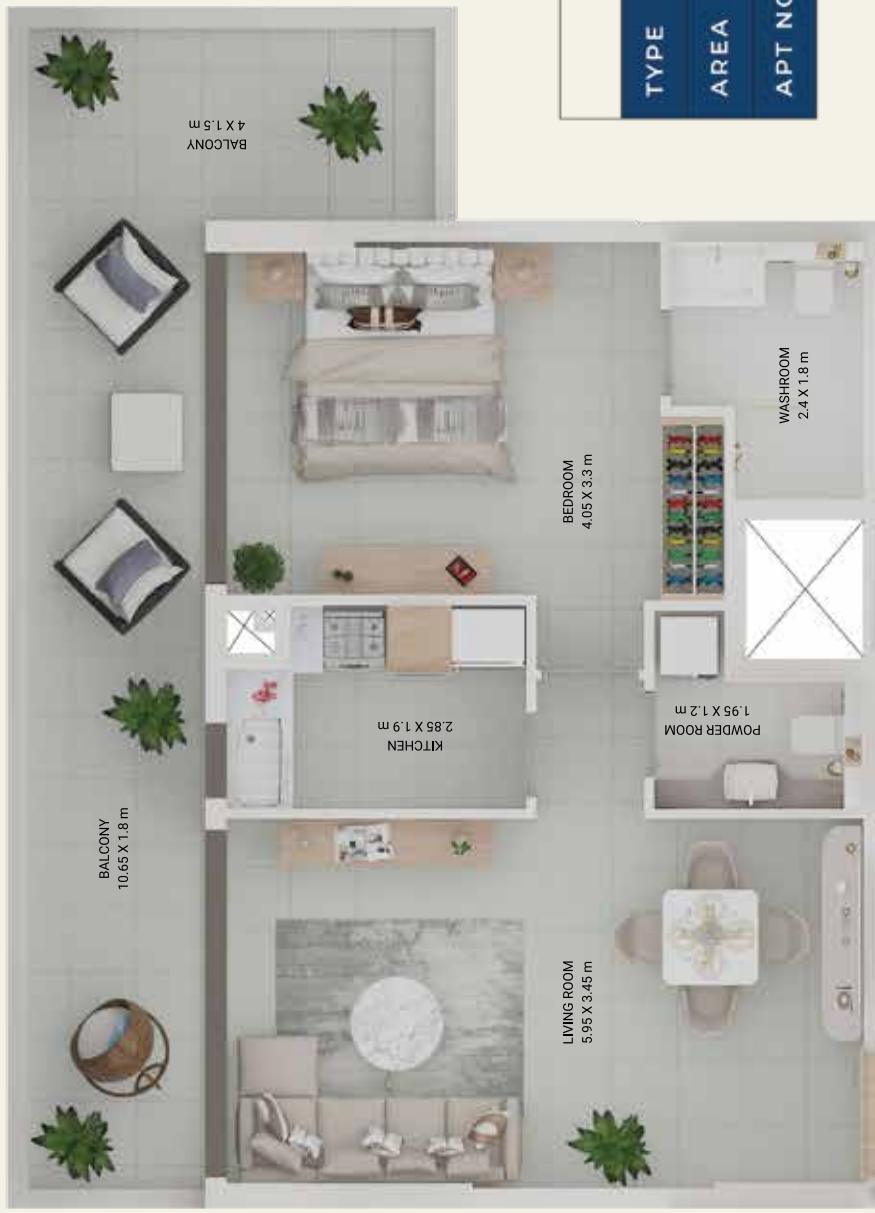 TYPE
AREA
APT NO
BALCONY
4 X 1.5 m
BEDROOM
4.05 X 3.3 m
WASHROOM
2.4 X 1.8 m
KITCHEN
2.85 X 1.9 m
POWDER ROOM
1.95 X 1.2 m
BALCONY
10.65 X 1.8 m
LIVING ROOM
5.95 X 3.45 m